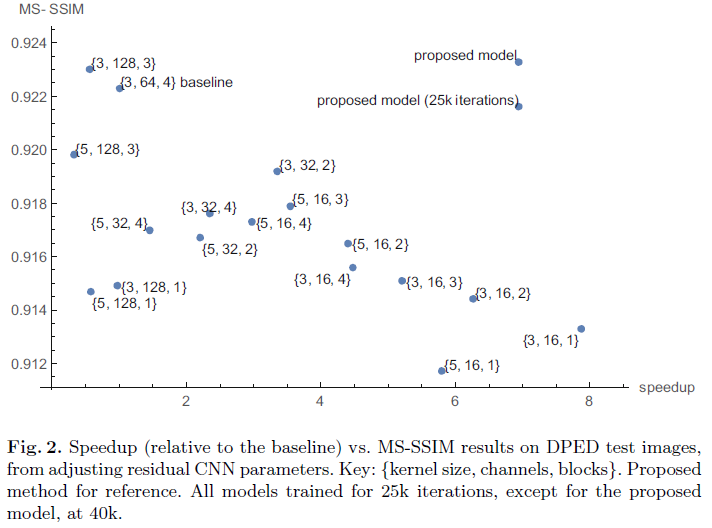 MS- SSIM
0.924
{3, 128, 3}
proposed model
{3, 64, 4} baseline
0.922
proposed model (25k iterations)
0.920
{5, 128, 3}
{3, 32, 2}
0.918
{3, 32, 4}
{5, 16, 3}
{5, 32, 4}
{5, 16, 4}
{5, 32, 2}
{5, 16, 2}
0.916
{3, 16, 4}
{3, 16, 3}
{3, 128, 1}
{3, 16, 2}
{5, 128, 1}
0.914
{3, 16, 1}
0.912
{5, 16, 1}
speedup
2
4
6
8
Fig. 2. Speedup (relative to the baseline) vs. MS-SSIM results on DPED test images,
from adjusting residual CNN parameters. Key: {kernel size, channels, blocks}. Proposed
method for reference. All models trained for 25k iterations, except for the proposed
model, at 40k.